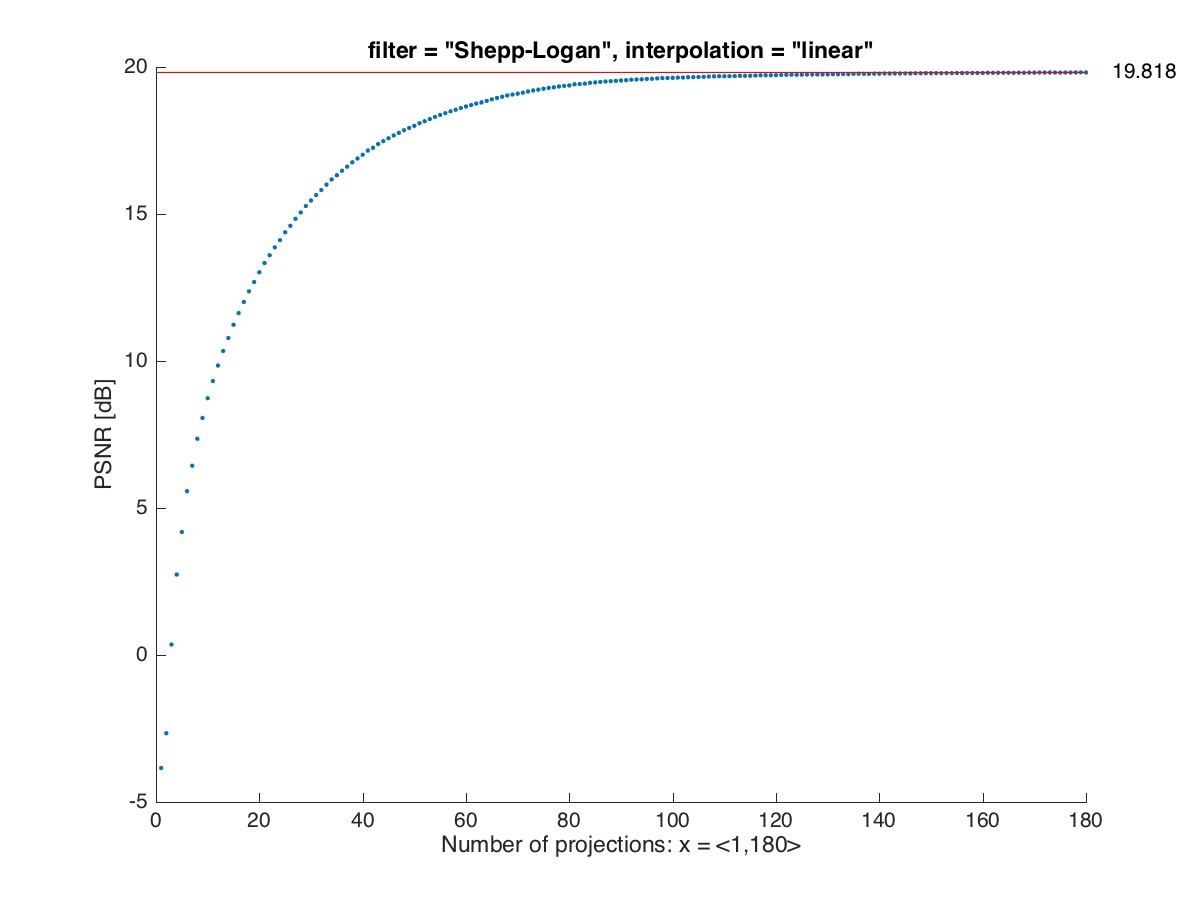 filter = "Shepp-Logan", interpolation = "linear"
20
19.818
15
10
5
0
-5
PSNR [dB]
0 20 40 60 80 100 120 140 160 180
Number of projections: x = <1,180>